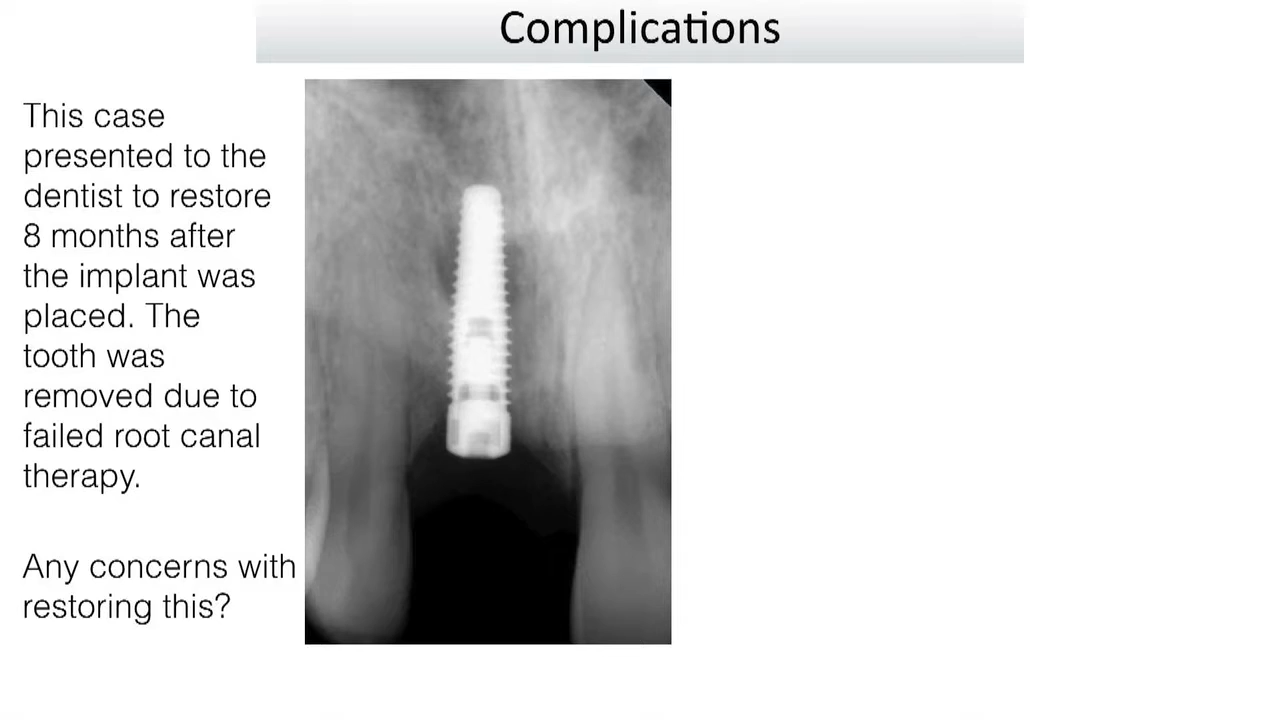 Complications
This case
presented to the
dentist to restore
8 months after
the implant was
placed. The
tooth was
removed due to
failed root canal
therapy.
Any concerns with
restoring this?